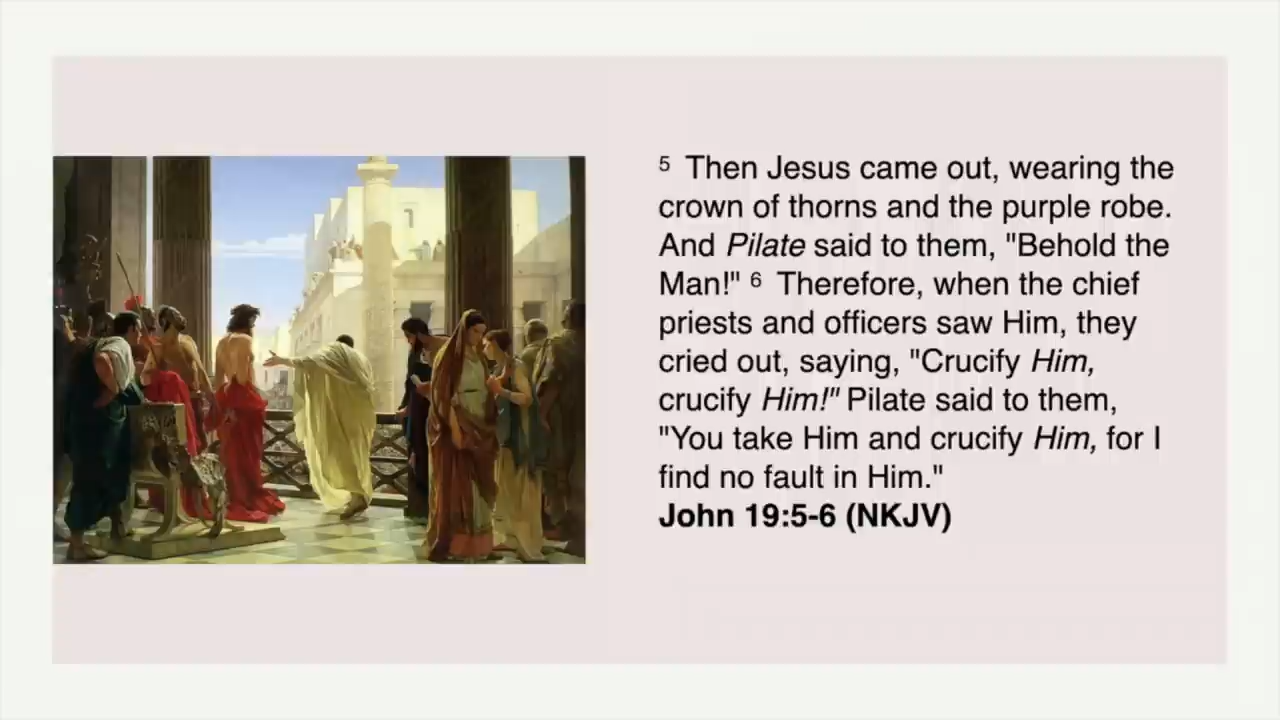 5 Then Jesus came out, wearing the
crown of thorns and the purple robe.
And Pilate said to them, "Behold the
Man!" 6 Therefore, when the chief
priests and officers saw Him, they
cried out, saying, "Crucify Him,
crucify Him!" Pilate said to them,
"You take Him and crucify Him, for I
find no fault in Him."
John 19:5-6 (NKJV)